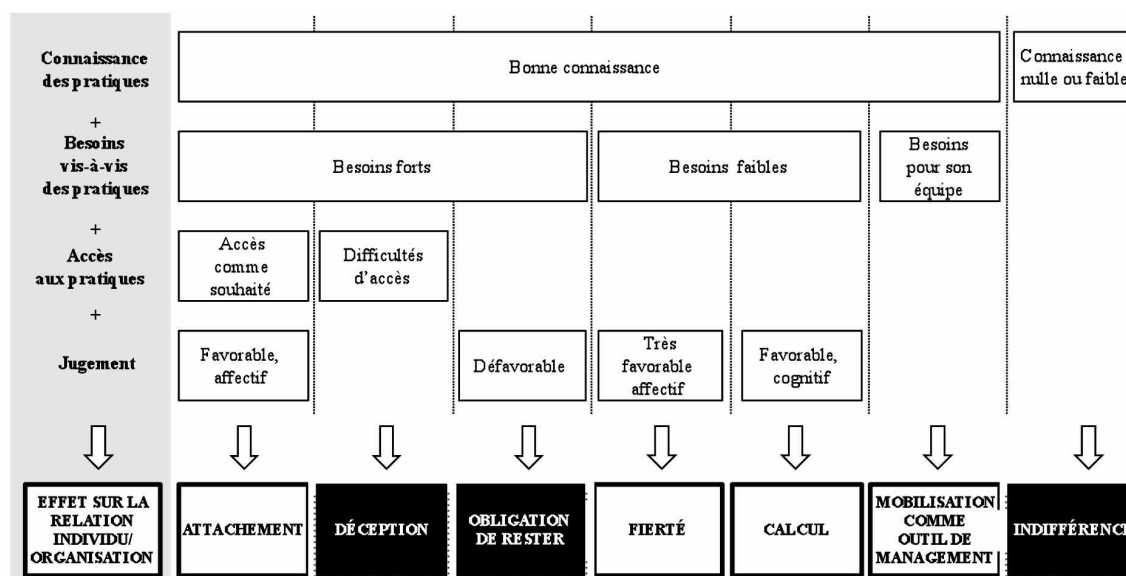 Connaissance
des pratiques
Bonne connaissance
Connaissance
nulle ou faible
+
Besoins
vis-à-vis
des pratiques
Besoins forts
Besoins faibles
Besoins
pour son
équipe
+
Accès
aux pratiques
Accès
comme
souhaité
Difficultés
d'accès
+
Jugement
Favorable,
affectif
Défavorable
Très
favorable
affectif
Favorable,
cognitif
EFFET SUR LA
RELATION
INDIVIDU/
ORGANISATION
ATTACHEMENT
DÉCEPTION
OBLIGATION
DE RESTER
FIERTÉ
CALCUL
MOBILISATION
COMME
OUTIL DE
MANAGEMENT
INDIFFÉRENCE